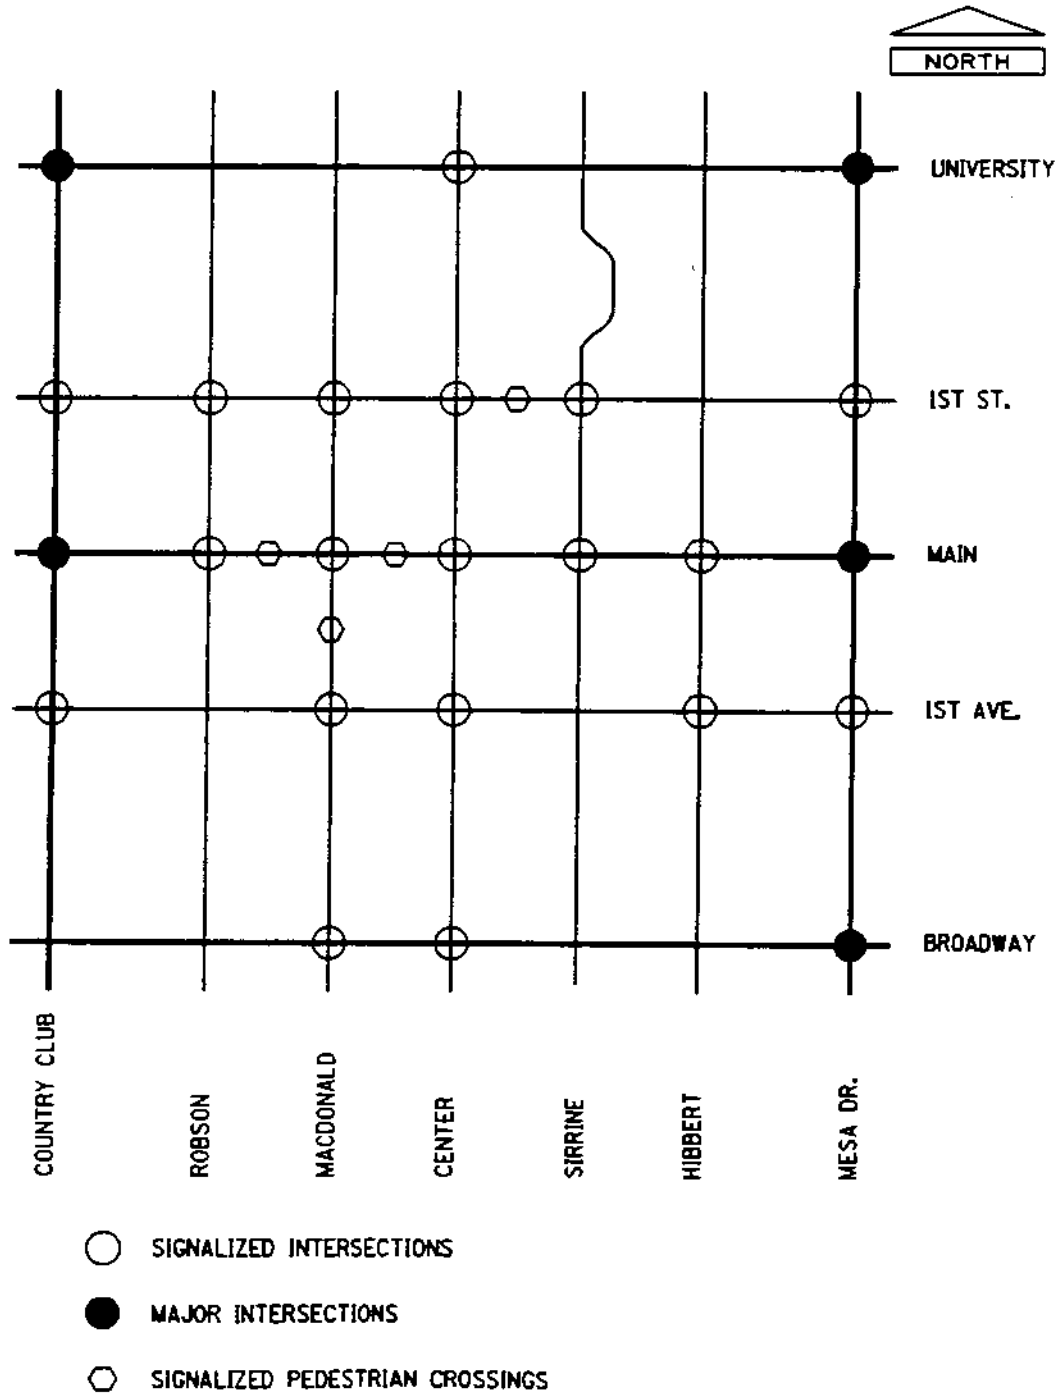 NORTH
UNIVERSITY
1ST ST.
MAIN
1ST AVE.
BROADWAY
COUNTRY CLUB
ROBSON
MACDONALD
CENTER
SIRRINE
HIBBERT
MESA DR.
SIGNALIZED INTERSECTIONS
MAJOR INTERSECTIONS
SIGNALIZED PEDESTRIAN CROSSINGS